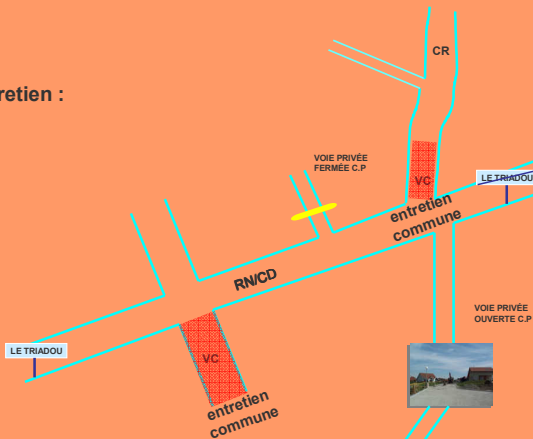 CR
retien :
VOIE PRIVÉE
FERMÉE C.P
VC
LE TRIADOU
entretien
commune
RN/CD
VOIE PRIVÉE
OUVERTE C.P
LE TRIADOU
VC
entretien
commune